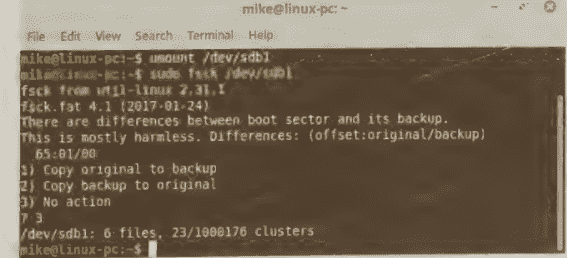 mike@linux-pc: ~
File Edit View Search Terminal Help
mike@linux-pc:~$ umount /dev/sdb1
mike@linux-pc:~$ sudo fsck /dev/sdb1
fsck from util-linux 2.31.1
fsck.fat 4.1 (2017-01-24)
There are differences between boot sector and its backup.
This is mostly harmless. Differences: (offset:original/backup)
65:01/00
1) Copy original to backup
2) Copy backup to original
3) No action
? 3
/dev/sdb1: 6 files, 23/1000176 clusters
mike@linux-pc:~$